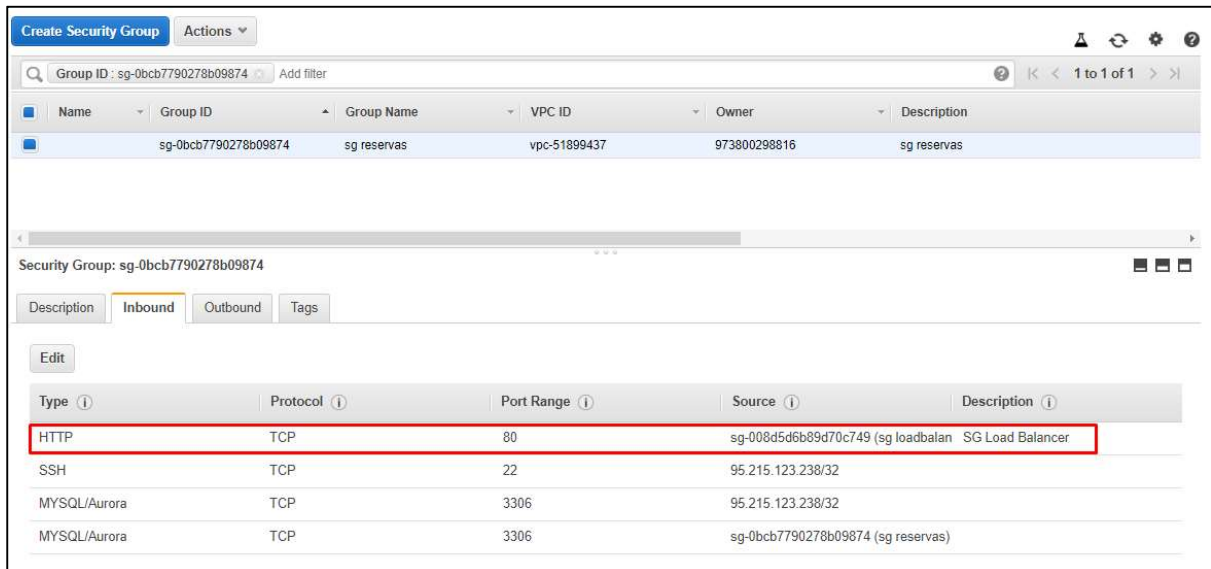 Create Security Group Actions
Group ID : sg-0bcb7790278b09874 Add filter 1 to 1 of 1
Name Group ID Group Name VPC ID Owner Description
sg-0bcb7790278b09874 sg reservas vpc-51899437 973800298816 sg reservas
Security Group: sg-0bcb7790278b09874
Description Inbound Outbound Tags
Edit
Type Protocol Port Range Source Description
HTTP TCP 80 sg-008d5d6b89d70c749 (sg loadbalan SG Load Balancer
SSH TCP 22 95.215.123.238/32
MYSQL/Aurora TCP 3306 95.215.123.238/32
MYSQL/Aurora TCP 3306 sg-0bcb7790278b09874 (sg reservas)